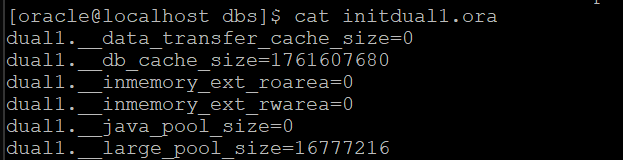 [oracle@localhost dbs]$ cat initdual1.ora
dual1.__data_transfer_cache_size=0
dual1.__db_cache_size=1761607680
dual1.__inmemory_ext_roarea=0
dual1.__inmemory_ext_rwarea=0
dual1.__java_pool_size=0
dual1.__large_pool_size=16777216